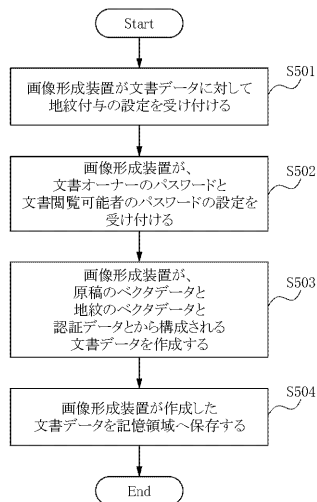 Start
S501
画像形成装置が文書データに対して
地紋付与の設定を受け付ける
S502
画像形成装置が、
文書オーナーのパスワードと
文書閲覧可能者のパスワードの設定を
受け付ける
S503
画像形成装置が、
原稿のベクタデータと
地紋のベクタデータと
認証データとから構成される
文書データを作成する
S504
画像形成装置が作成した
文書データを記憶領域へ保存する
End